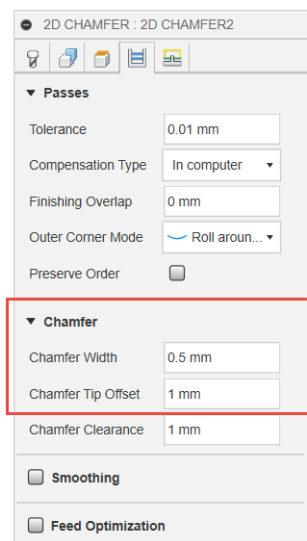 2D CHAMFER : 2D CHAMFER2
Passes
Tolerance 0.01 mm
Compensation Type In computer
Finishing Overlap 0 mm
Outer Corner Mode Roll aroun...
Preserve Order
Chamfer
Chamfer Width 0.5 mm
Chamfer Tip Offset 1 mm
Chamfer Clearance 1 mm
Smoothing
Feed Optimization